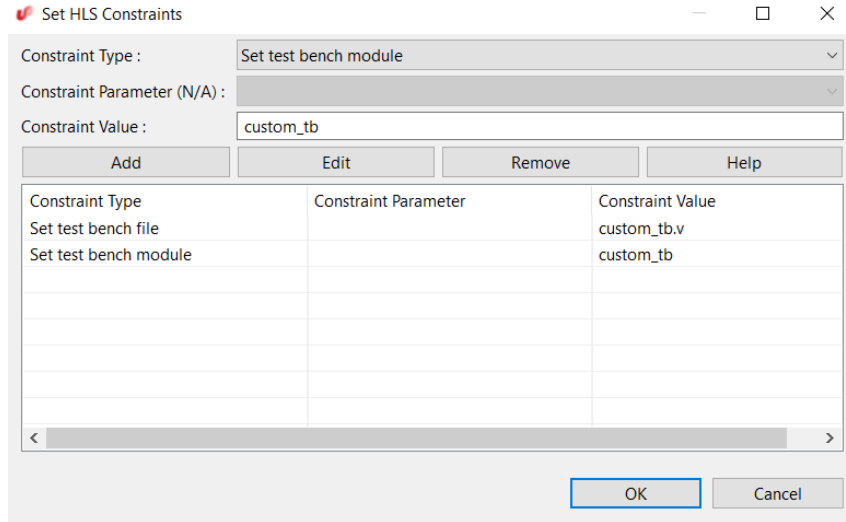 Set HLS Constraints
Constraint Type : Set test bench module
Constraint Parameter (N/A) :
Constraint Value : custom_tb
Add Edit Remove Help
Constraint Type Constraint Parameter Constraint Value
Set test bench file custom_tb.v
Set test bench module custom_tb
OK Cancel